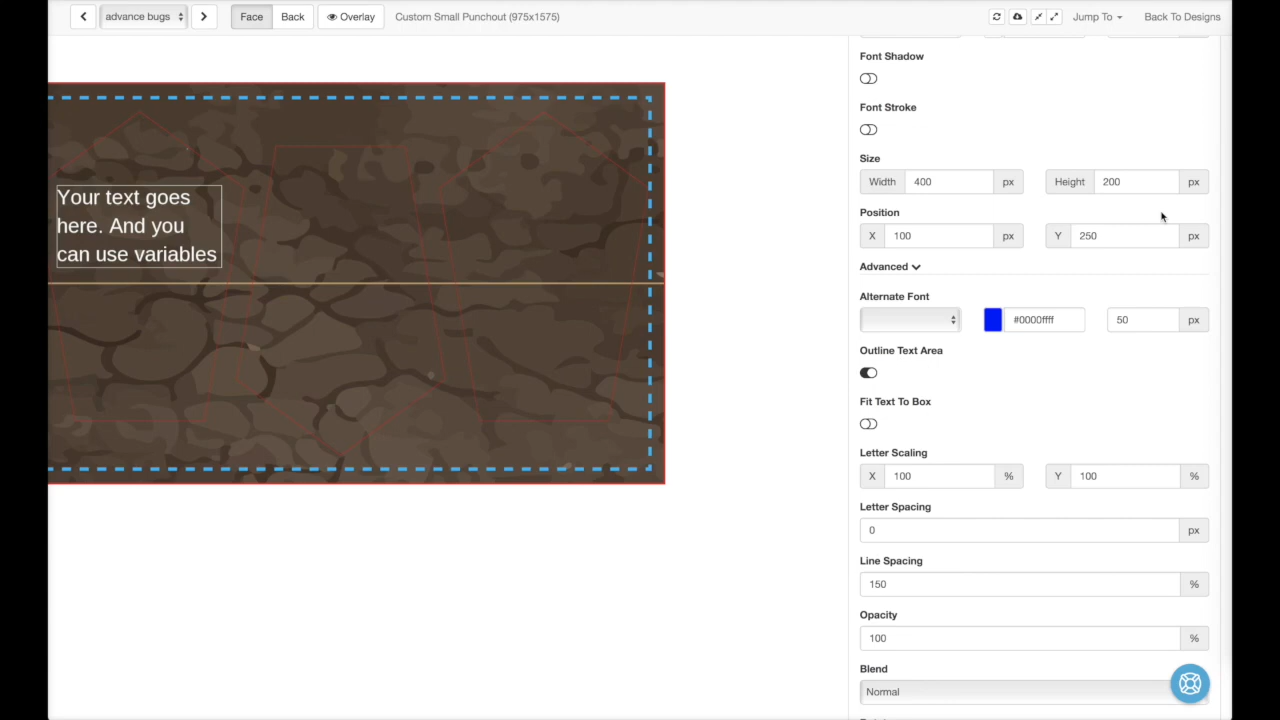 advance bugs
Face
Back
Overlay
Custom Small Punchout (975x1575)
Jump To
Back To Designs
Font Shadow
Font Stroke
Size
Width 400 px
Height 200 px
Position
X 100 px
Y 250 px
Advanced
Alternate Font
#0000ffff
50 px
Outline Text Area
Fit Text To Box
Letter Scaling
X 100 %
Y 100 %
Letter Spacing
0 px
Line Spacing
150 %
Opacity
100 %
Blend
Normal
Your text goes
here. And you
can use variables